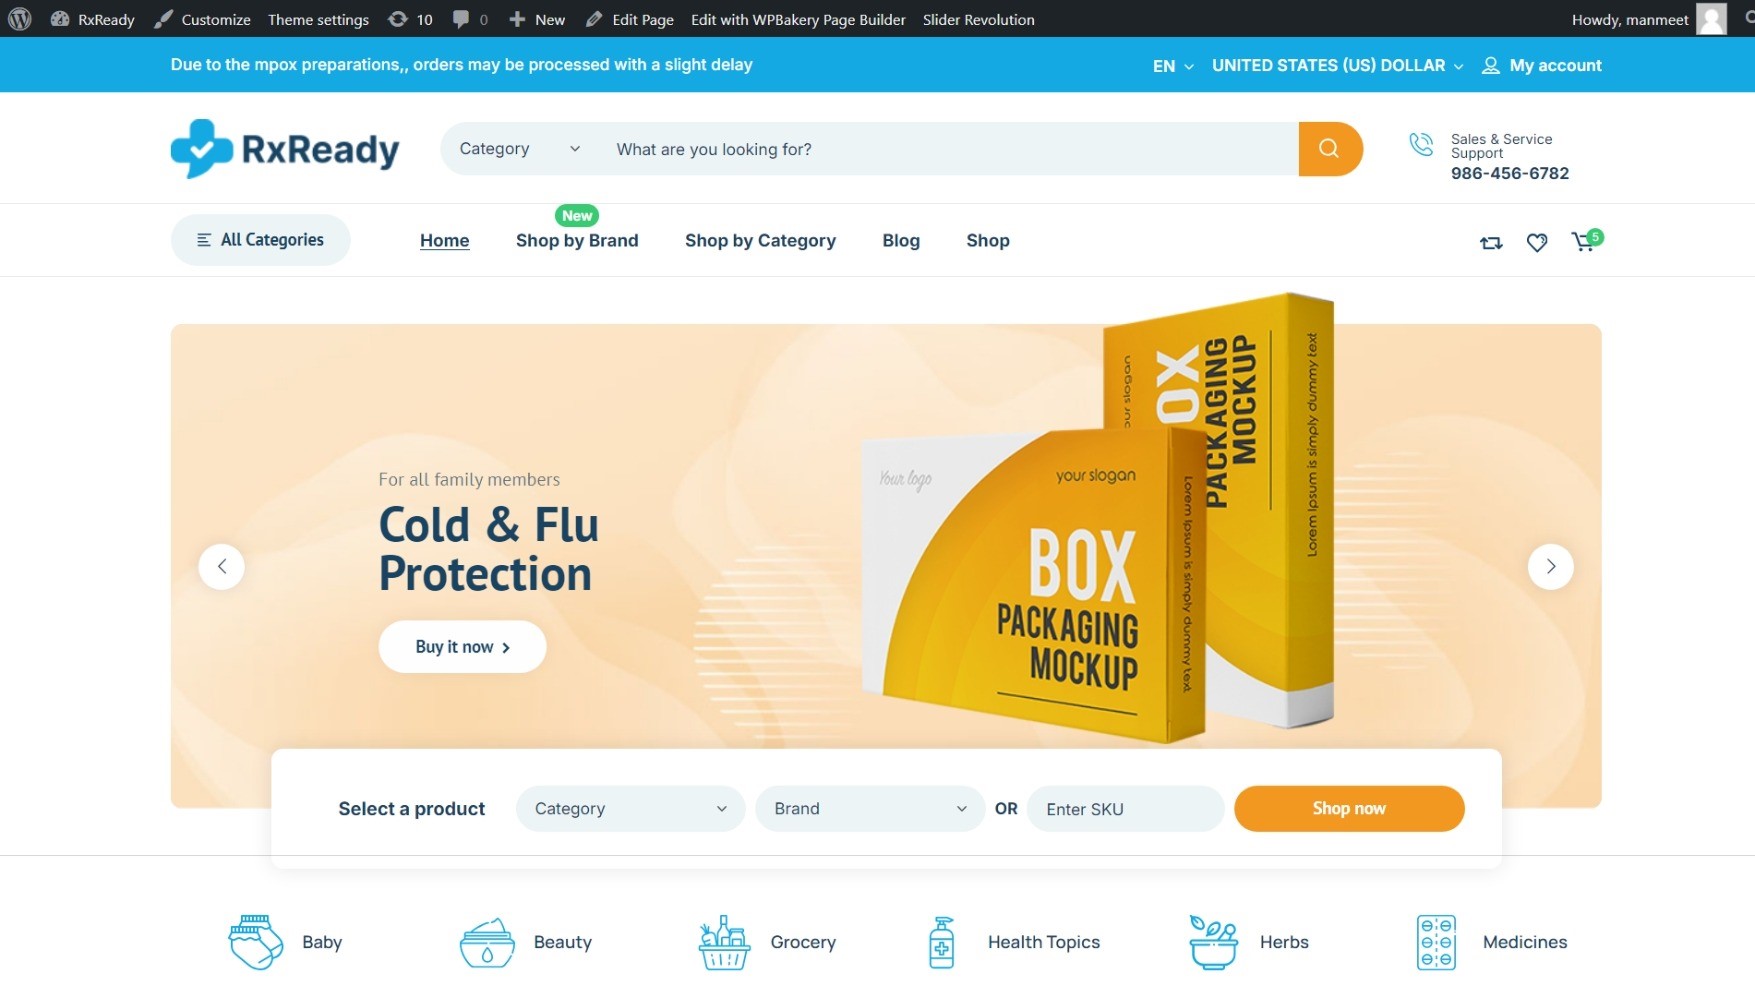 RxReady Customize Theme settings 10 0 New Edit Page Edit with WPBakery Page Builder Slider Revolution Howdy, manmeet
Due to the mpox preparations,, orders may be processed with a slight delay EN UNITED STATES (US) DOLLAR My account
RxReady
Category What are you looking for?
Sales & Service
Support
986-456-6782
New
All Categories Home Shop by Brand Shop by Category Blog Shop 5
For all family members
Cold & Flu
Protection
Buy it now
Your logo
your slogan
BOX
PACKAGING
MOCKUP
Lorem Ipsum is simply dummy text
our slogan
OX
PACKAGING
MOCKUP
Lorem Ipsum is simply dummy text
Select a product Category Brand OR Enter SKU Shop now
Baby Beauty Grocery Health Topics Herbs Medicines